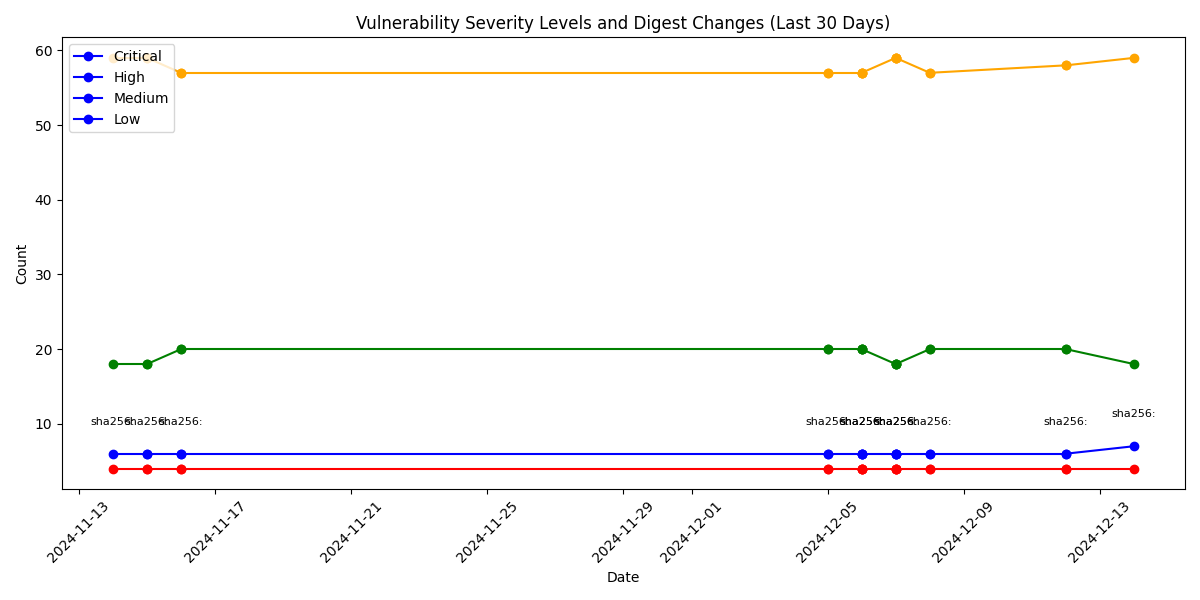 Vulnerability Severity Levels and Digest Changes (Last 30 Days)
Critical
High
Medium
Low
60
50
40
30
20
10
Count
sha256: sha256: sha256: sha256: sha256: sha256: sha256: sha256: sha256:
2024-11-13 2024-11-17 2024-11-21 2024-11-25 2024-11-29 2024-12-01 2024-12-05 2024-12-09 2024-12-13
Date